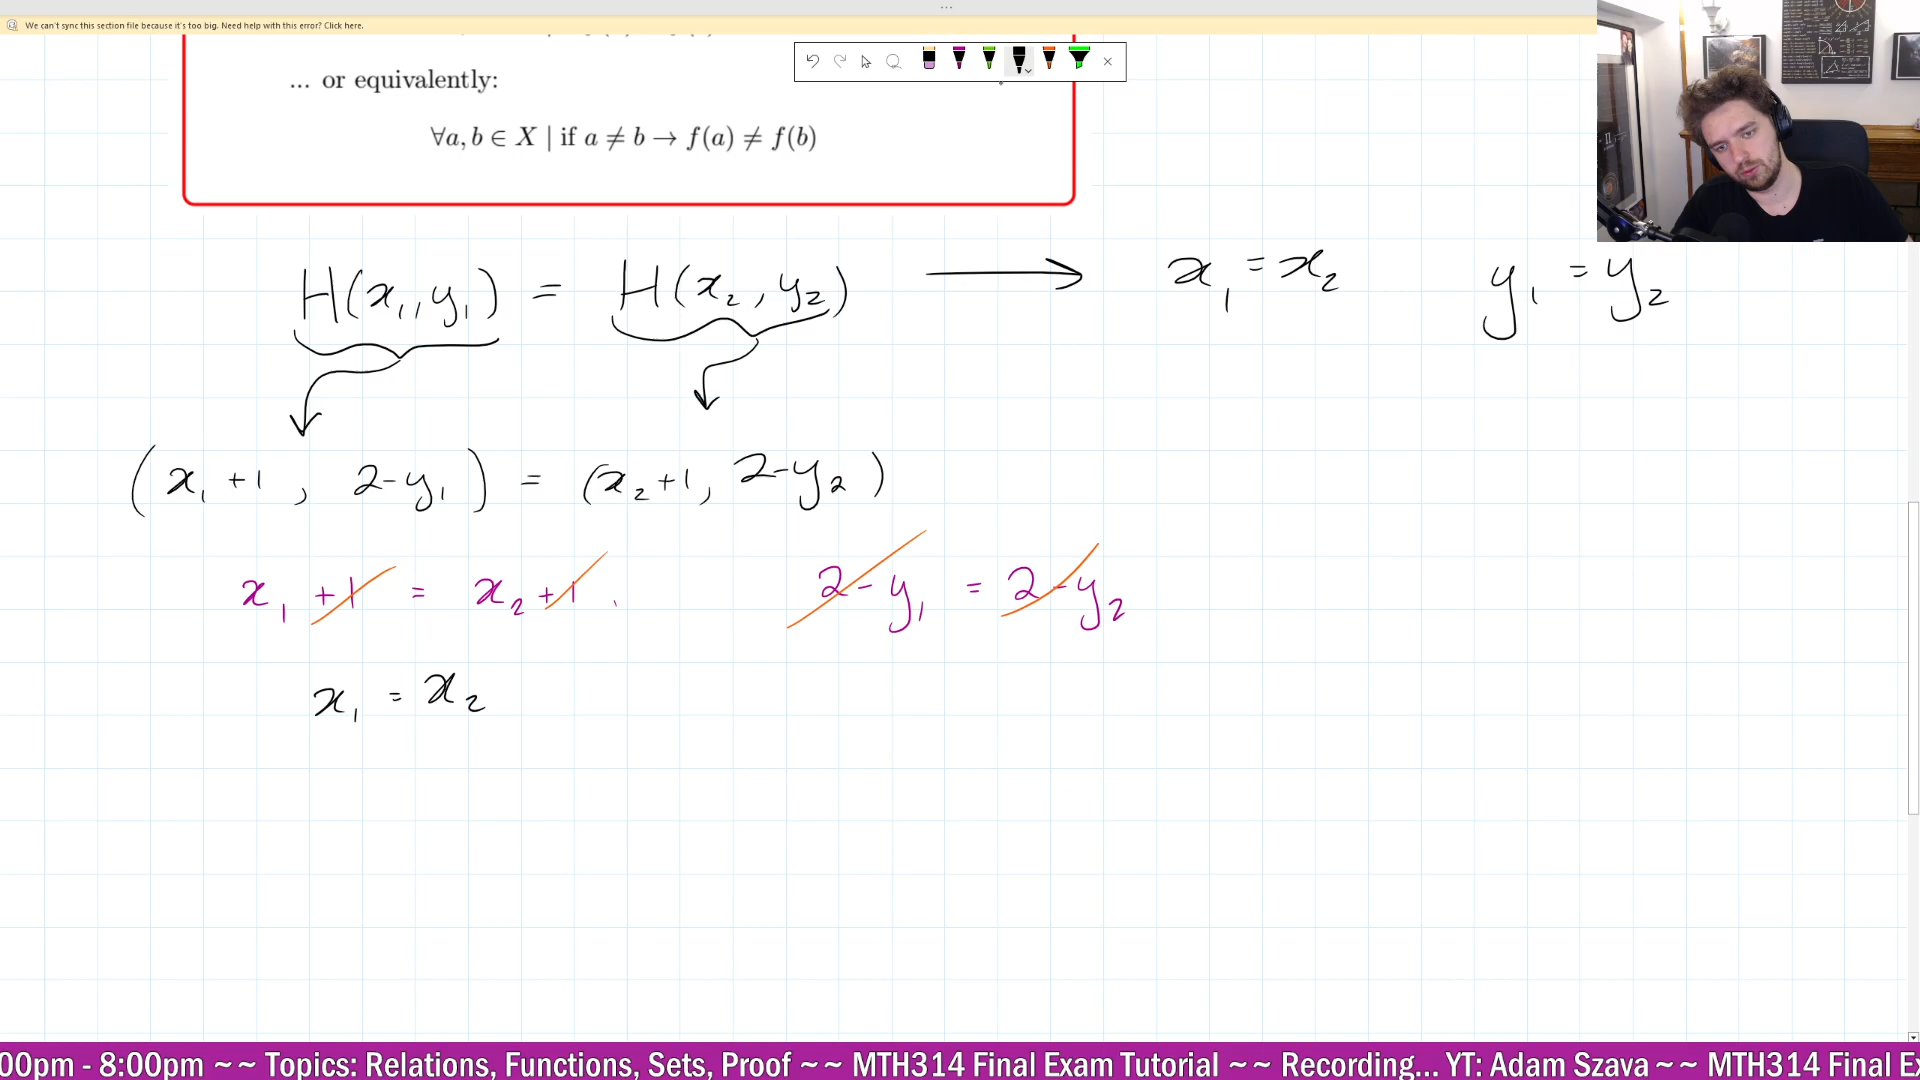 We can't sync this section file because it's too big. Need help with this error? Click here.
... or equivalently:
∀a, b ∈ X | if a ≠ b → f(a) ≠ f(b)
H(x₁, y₁) = H(x₂, y₂) ⟶ x₁ = x₂ y₁ = y₂
(x₁ +1, 2-y₁) = (x₂+1, 2-y₂)
x₁ +1 = x₂+1 2-y₁ = 2-y₂
x₁ = x₂
00pm - 8:00pm ~~ Topics: Relations, Functions, Sets, Proof ~~ MTH314 Final Exam Tutorial ~~ Recording... YT: Adam Szava ~~ MTH314 Final Ex